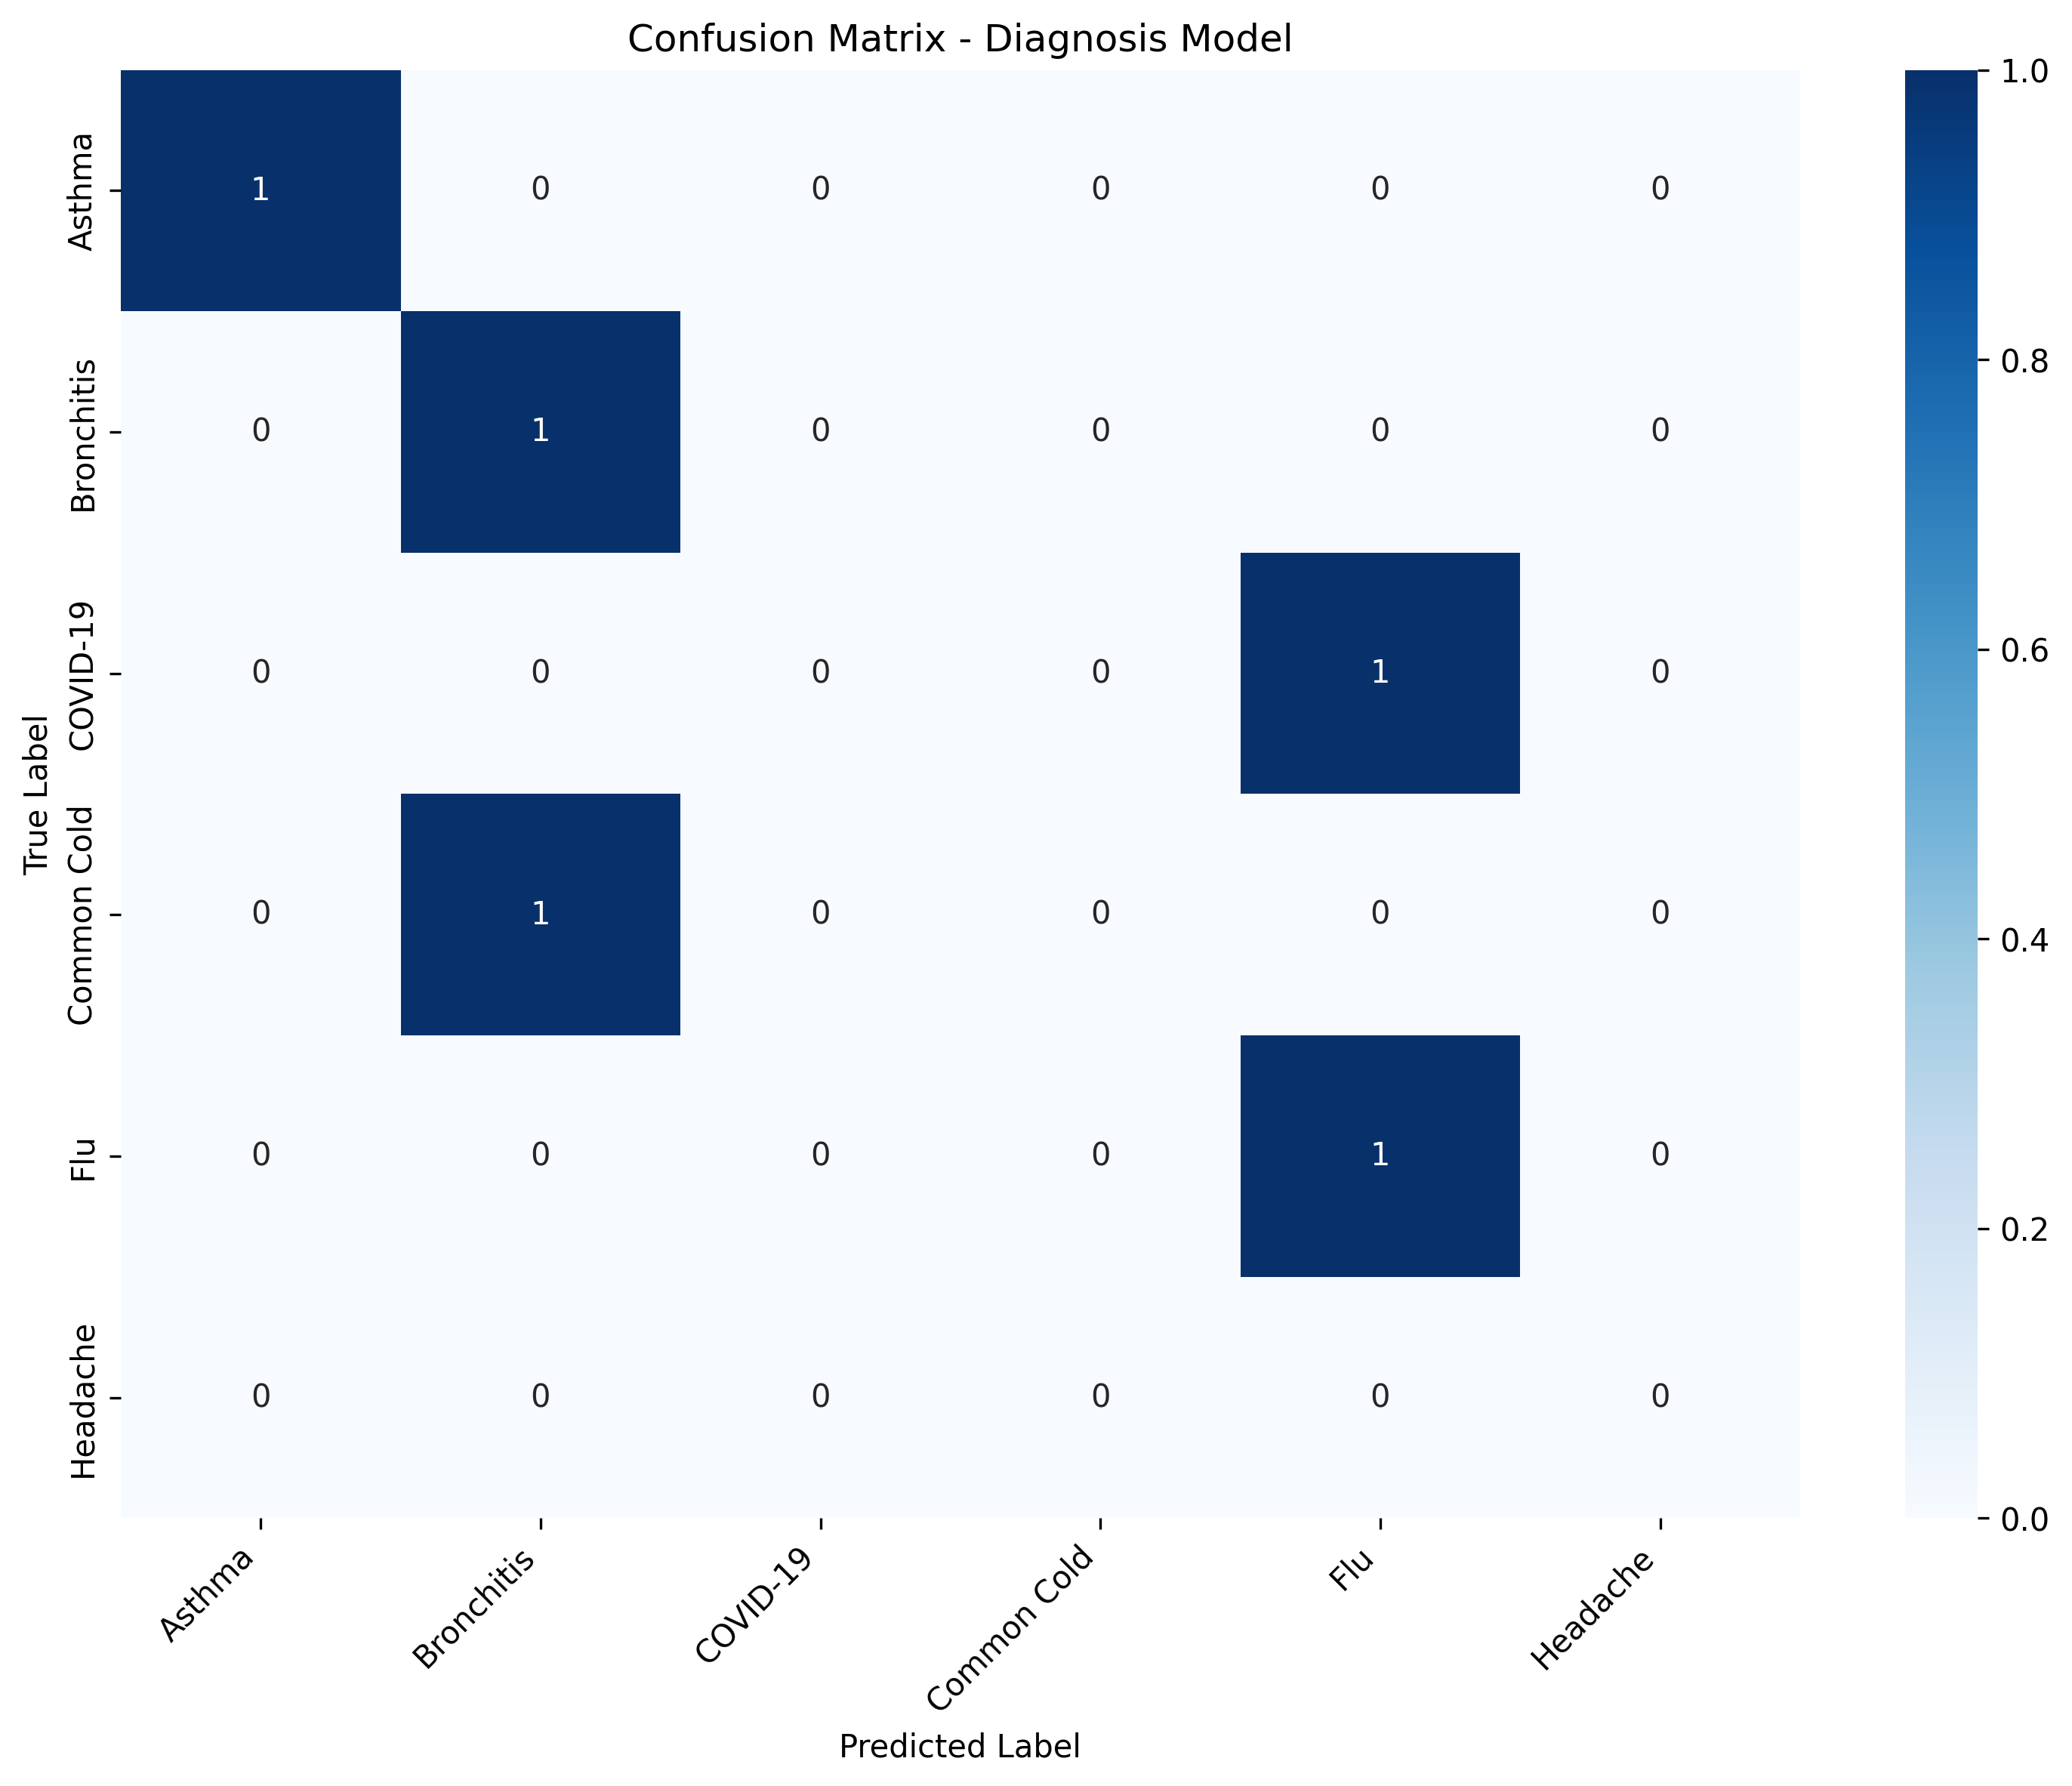 Confusion Matrix - Diagnosis Model
True Label
Asthma 1 0 0 0 0 0
Bronchitis 0 1 0 0 0 0
COVID-19 0 0 0 0 1 0
Common Cold 0 1 0 0 0 0
Flu 0 0 0 0 1 0
Headache 0 0 0 0 0 0
Asthma Bronchitis COVID-19 Common Cold Flu Headache
Predicted Label
1.0
0.8
0.6
0.4
0.2
0.0